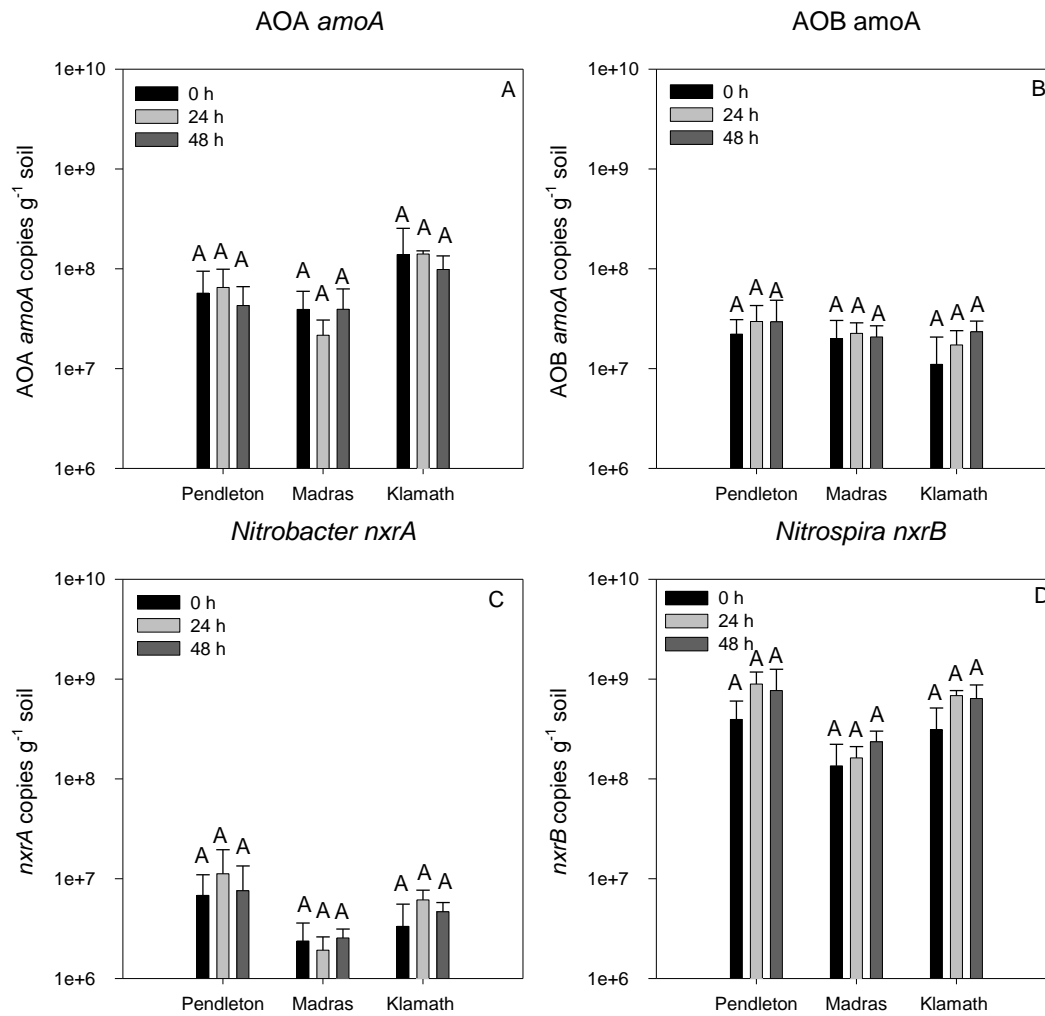 AOA amoA
1e+10
1e+9
1e+8
1e+7
1e+6
AOA amoA copies g⁻¹ soil
0 h
24 h
48 h
A
A A A
A A A
A A A
Pendleton Madras Klamath
AOB amoA
1e+10
1e+9
1e+8
1e+7
1e+6
AOB amoA copies g⁻¹ soil
0 h
24 h
48 h
B
A A A
A A A
A A A
Pendleton Madras Klamath
Nitrobacter nxrA
1e+10
1e+9
1e+8
1e+7
1e+6
nxrA copies g⁻¹ soil
0 h
24 h
48 h
C
A A A
A A A
A A A
Pendleton Madras Klamath
Nitrospira nxrB
1e+10
1e+9
1e+8
1e+7
1e+6
nxrB copies g⁻¹ soil
0 h
24 h
48 h
D
A A A
A A A
A A A
Pendleton Madras Klamath